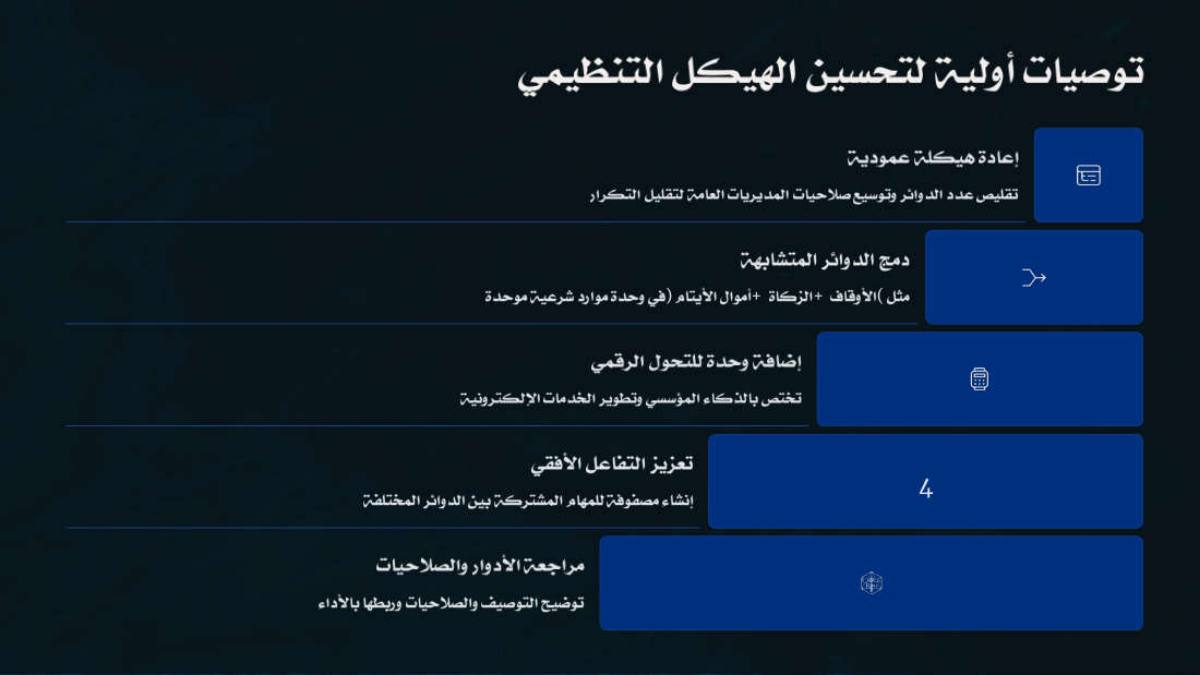 توصيات أولية لتحسين الهيكل التنظيمي
إعادة هيكلة عمودية
تقليص عدد الدوائر وتوسيع صلاحيات المديريات العامة لتقليل التكرار
دمج الدوائر المتشابهة
مثل )الأوقاف +الزكاة +أموال الأيتام (في وحدة موارد شرعية موحدة
إضافة وحدة للتحول الرقمي
تختص بالذكاء المؤسسي وتطوير الخدمات الإلكترونية
4
تعزيز التفاعل الأفقي
إنشاء مصفوفة للمهام المشتركة بين الدوائر المختلفة
مراجعة الأدوار والصلاحيات
توضيح التوصيف والصلاحيات وربطها بالأداء